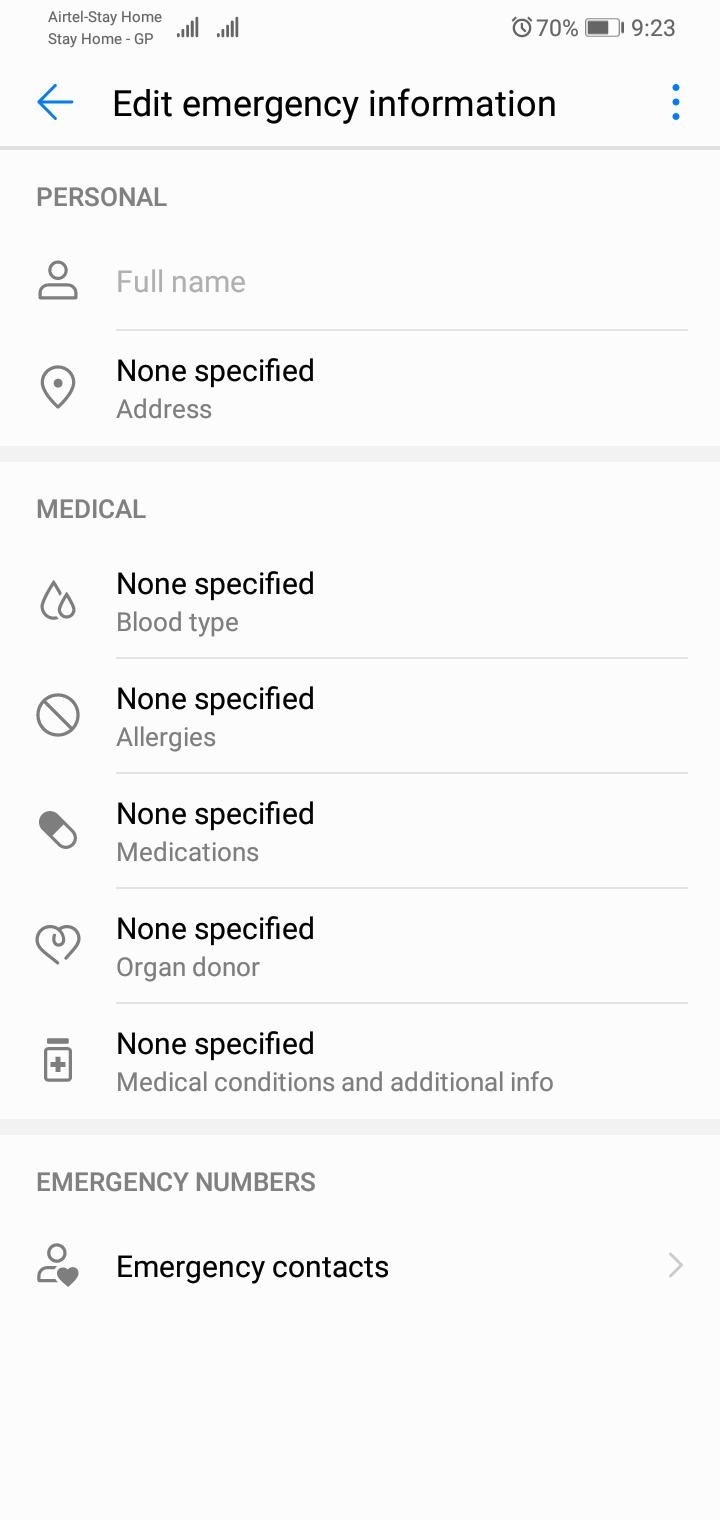 Airtel-Stay Home
Stay Home - GP
70%
9:23
Edit emergency information
PERSONAL
Full name
None specified
Address
MEDICAL
None specified
Blood type
None specified
Allergies
None specified
Medications
None specified
Organ donor
None specified
Medical conditions and additional info
EMERGENCY NUMBERS
Emergency contacts